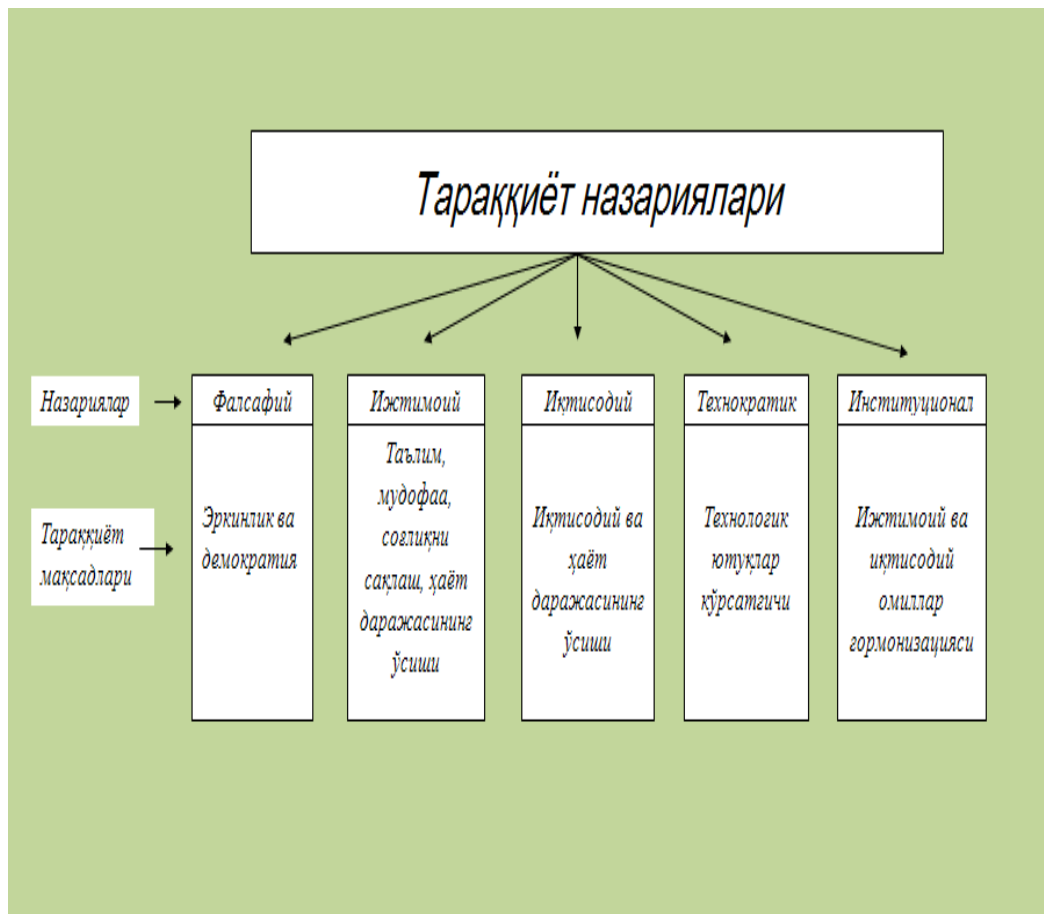 Тараққиёт назариялари
Назариялар
Фалсафий
Ижтимоий
Иқтисодий
Технократик
Институционал
Тараққиёт
мақсадлари
Эркинлик ва
демократия
Таълим,
мудофаа,
соғлиқни
сақлаш, ҳаёт
даражасининг
ўсиши
Иқтисодий ва
ҳаёт
даражасининг
ўсиши
Технологик
ютуқлар
кўрсатгичи
Ижтимоий ва
иқтисодий
омиллар
гормонизацияси